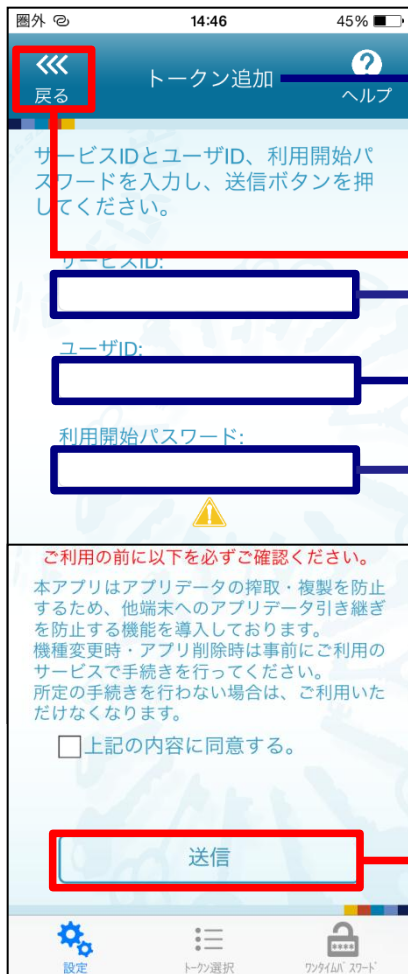 圏外
14:46
45%
戻る
トークン追加
?
ヘルプ
サービスIDとユーザID、利用開始パ
スワードを入力し、送信ボタンを押
してください。
サービスID:
ユーザID:
利用開始パスワード:
ご利用の前に以下を必ずご確認ください。
本アプリはアプリデータの搾取・複製を防止
するため、他端末へのアプリデータ引き継ぎ
を防止する機能を導入しております。
機種変更時・アプリ削除時は事前にご利用の
サービスで手続きを行ってください。
所定の手続きを行わない場合は、ご利用いた
だけなくなります。
上記の内容に同意する。
送信
設定
トークン選択
ワンタイムパスワード